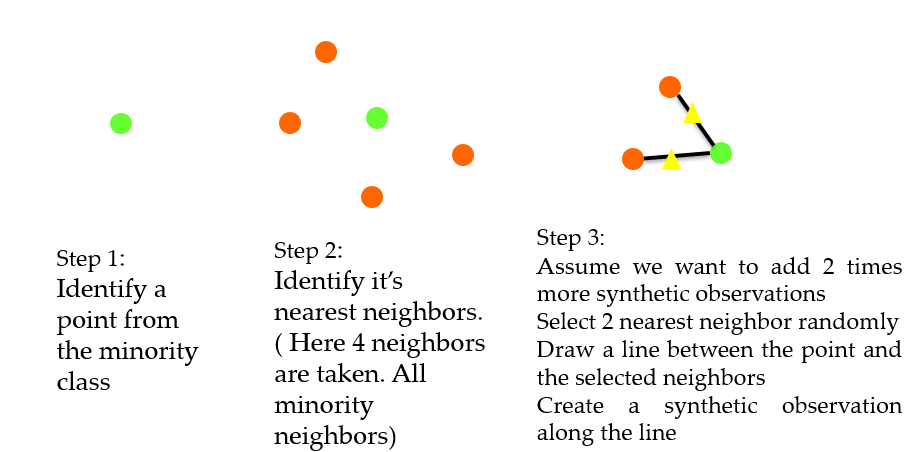 Step 1:
Identify a
point from
the minority
class
Step 2:
Identify it's
nearest neighbors.
( Here 4 neighbors
are taken. All
minority
neighbors)
Step 3:
Assume we want to add 2 times
more synthetic observations
Select 2 nearest neighbor randomly
Draw a line between the point and
the selected neighbors
Create a synthetic observation
along the line